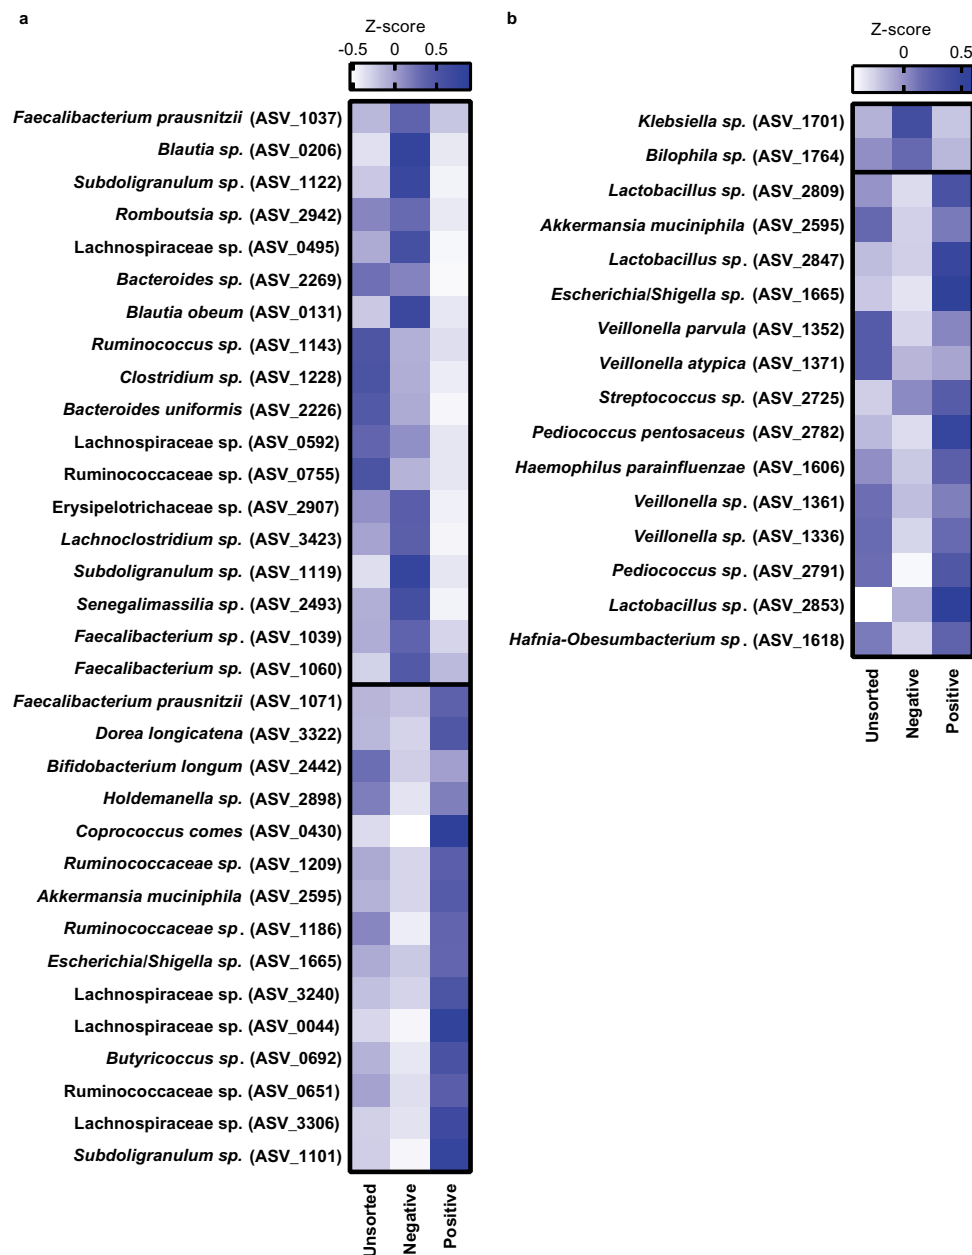 a
Z-score
-0.5 0 0.5
Faecalibacterium prausnitzii (ASV_1037)
Blautia sp. (ASV_0206)
Subdoligranulum sp. (ASV_1122)
Romboutsia sp. (ASV_2942)
Lachnospiraceae sp. (ASV_0495)
Bacteroides sp. (ASV_2269)
Blautia obeum (ASV_0131)
Ruminococcus sp. (ASV_1143)
Clostridium sp. (ASV_1228)
Bacteroides uniformis (ASV_2226)
Lachnospiraceae sp. (ASV_0592)
Ruminococcaceae sp. (ASV_0755)
Erysipelotrichaceae sp. (ASV_2907)
Lachnoclostridium sp. (ASV_3423)
Subdoligranulum sp. (ASV_1119)
Senegalimassilia sp. (ASV_2493)
Faecalibacterium sp. (ASV_1039)
Faecalibacterium sp. (ASV_1060)
Faecalibacterium prausnitzii (ASV_1071)
Dorea longicatena (ASV_3322)
Bifidobacterium longum (ASV_2442)
Holdemanella sp. (ASV_2898)
Coprococcus comes (ASV_0430)
Ruminococcaceae sp. (ASV_1209)
Akkermansia muciniphila (ASV_2595)
Ruminococcaceae sp. (ASV_1186)
Escherichia/Shigella sp. (ASV_1665)
Lachnospiraceae sp. (ASV_3240)
Lachnospiraceae sp. (ASV_0044)
Butyricoccus sp. (ASV_0692)
Ruminococcaceae sp. (ASV_0651)
Lachnospiraceae sp. (ASV_3306)
Subdoligranulum sp. (ASV_1101)
Unsorted
Negative
Positive
b
Z-score
0 0.5
Klebsiella sp. (ASV_1701)
Bilophila sp. (ASV_1764)
Lactobacillus sp. (ASV_2809)
Akkermansia muciniphila (ASV_2595)
Lactobacillus sp. (ASV_2847)
Escherichia/Shigella sp. (ASV_1665)
Veillonella parvula (ASV_1352)
Veillonella atypica (ASV_1371)
Streptococcus sp. (ASV_2725)
Pediococcus pentosaceus (ASV_2782)
Haemophilus parainfluenzae (ASV_1606)
Veillonella sp. (ASV_1361)
Veillonella sp. (ASV_1336)
Pediococcus sp. (ASV_2791)
Lactobacillus sp. (ASV_2853)
Hafnia-Obesumbacterium sp. (ASV_1618)
Unsorted
Negative
Positive